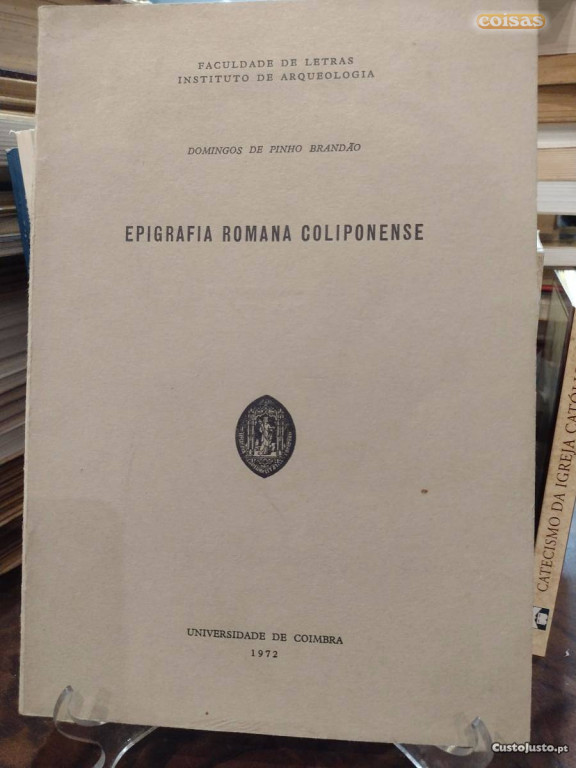 coisas
FACULDADE DE LETRAS
INSTITUTO DE ARQUEOLOGIA
DOMINGOS DE PINHO BRANDÃO
EPIGRAFIA ROMANA COLIPONENSE
UNIVERSIDADE DE COIMBRA
1972
CATECISMO DA IGREJA CATÓLIC
CustoJusto.pt